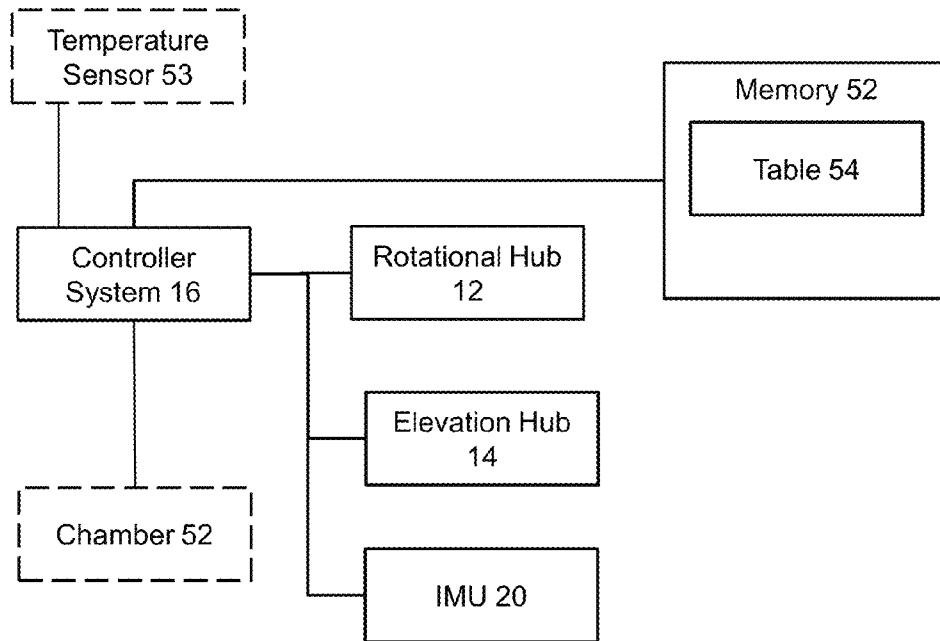 Temperature
Sensor 53
Memory 52
Table 54
Controller
System 16
Rotational Hub
12
Elevation Hub
14
Chamber 52
IMU 20